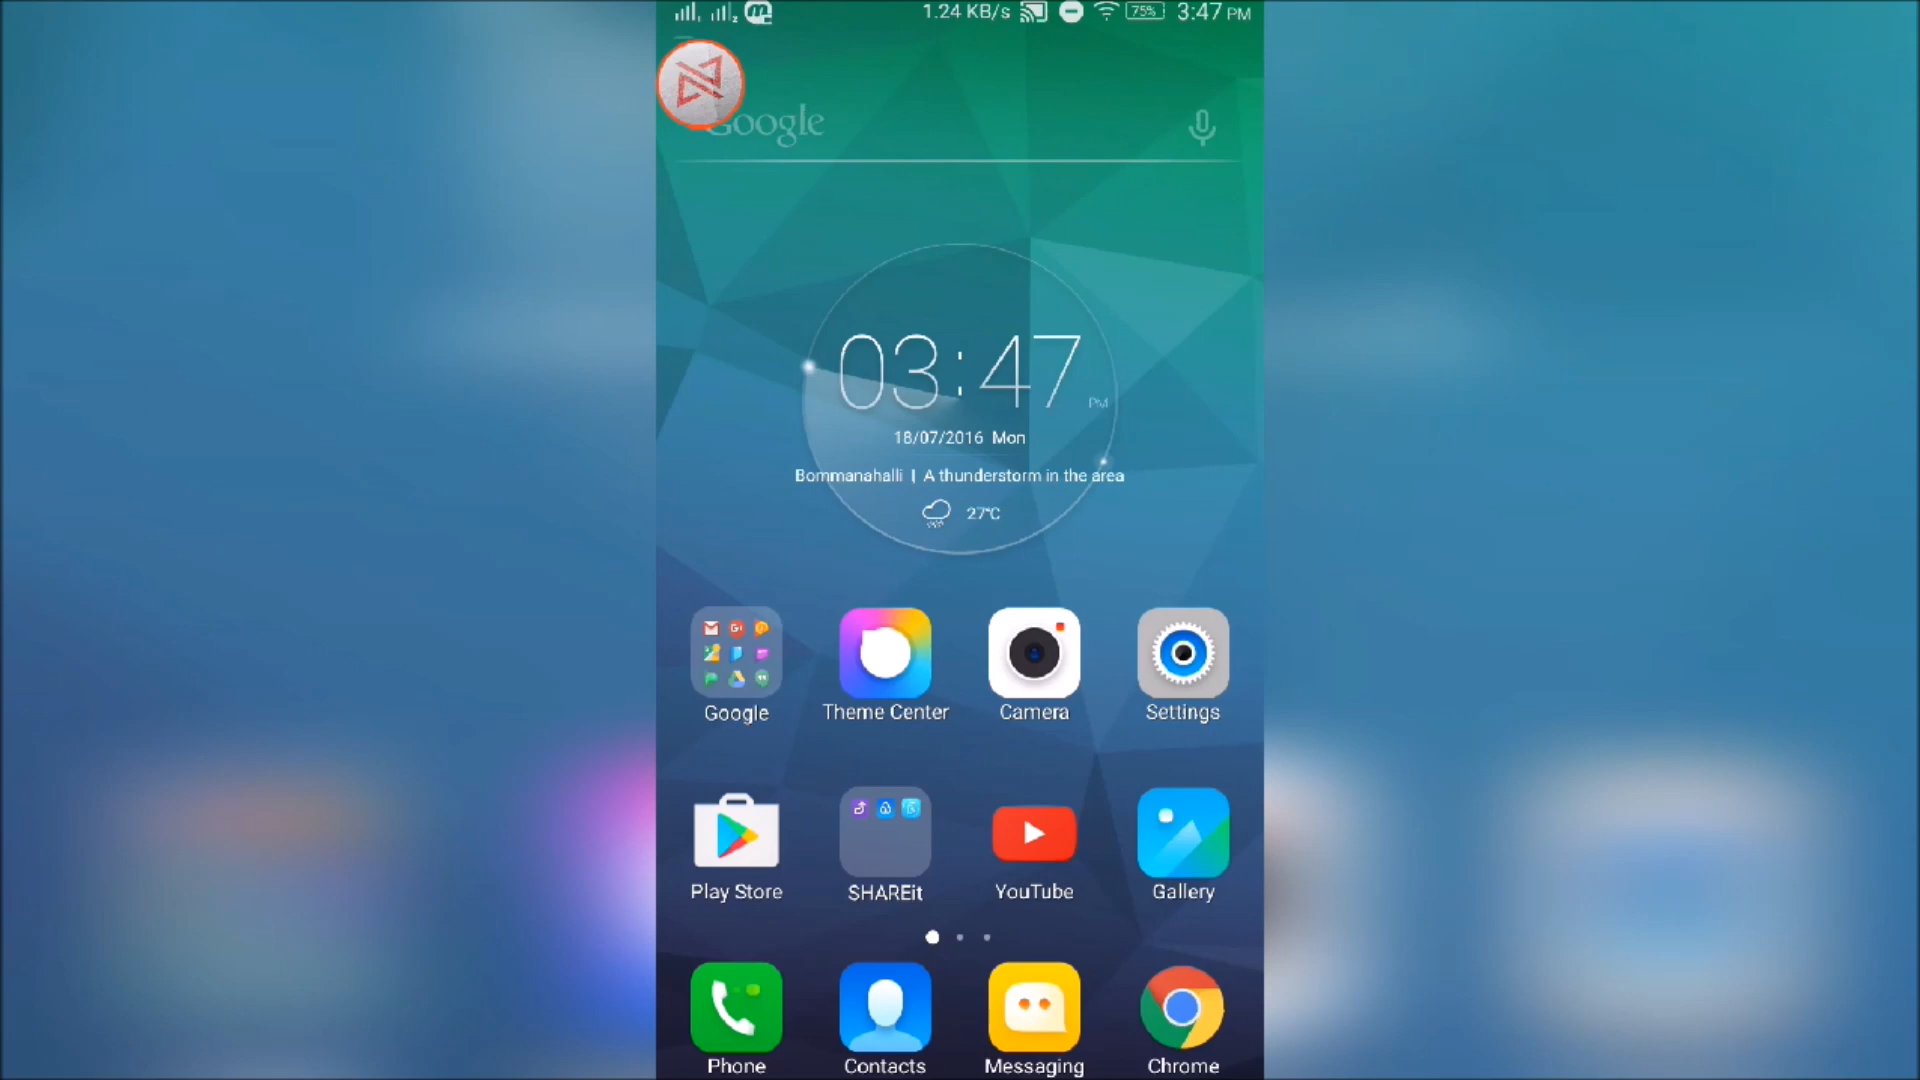 1.24 KB/s 75% 3:47 PM
Google
03:47 PM
18/07/2016 Mon
Bommanahalli | A thunderstorm in the area
27°C
Google Theme Center Camera Settings
Play Store SHAREit YouTube Gallery
Phone Contacts Messaging Chrome